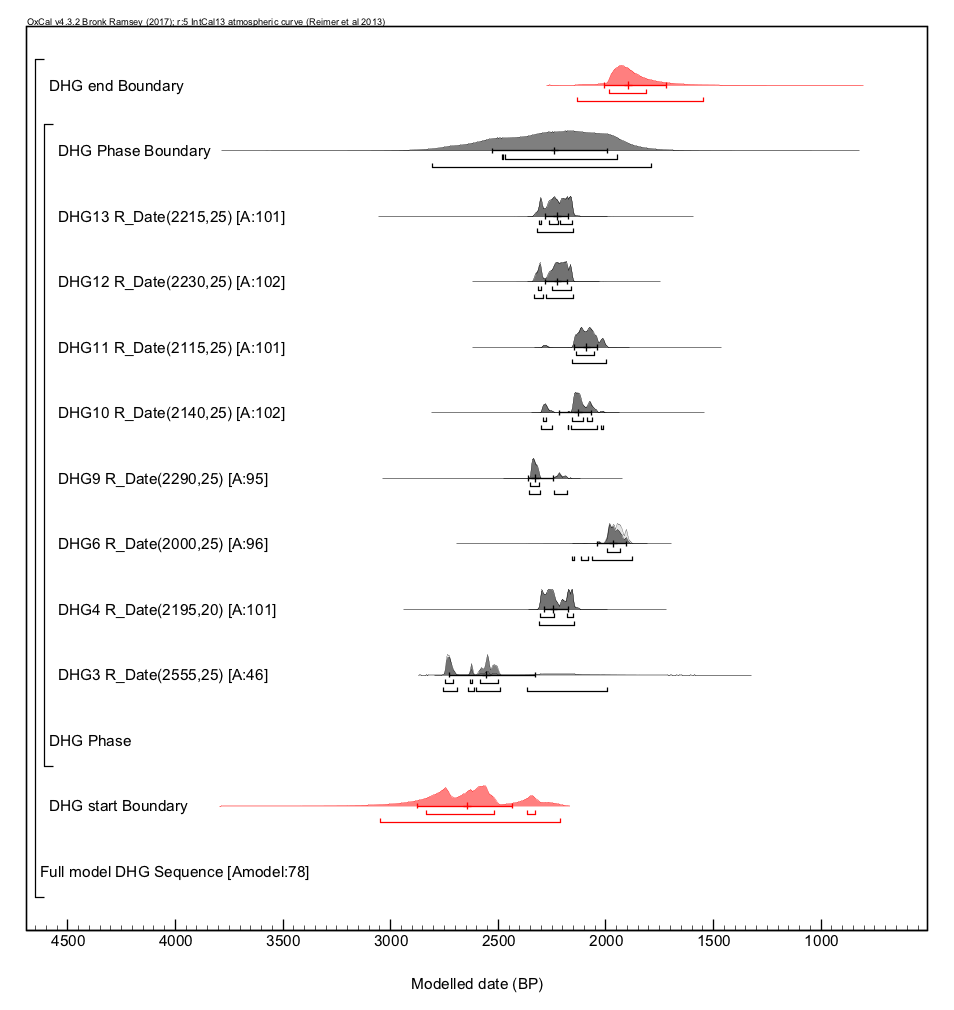 OxCal v4.3.2 Bronk Ramsey (2017); r:5 IntCal13 atmospheric curve (Reimer et al 2013)
DHG end Boundary
DHG Phase Boundary
DHG13 R_Date(2215,25) [A:101]
DHG12 R_Date(2230,25) [A:102]
DHG11 R_Date(2115,25) [A:101]
DHG10 R_Date(2140,25) [A:102]
DHG9 R_Date(2290,25) [A:95]
DHG6 R_Date(2000,25) [A:96]
DHG4 R_Date(2195,20) [A:101]
DHG3 R_Date(2555,25) [A:46]
DHG Phase
DHG start Boundary
Full model DHG Sequence [Amodel:78]
4500 4000 3500 3000 2500 2000 1500 1000
Modelled date (BP)